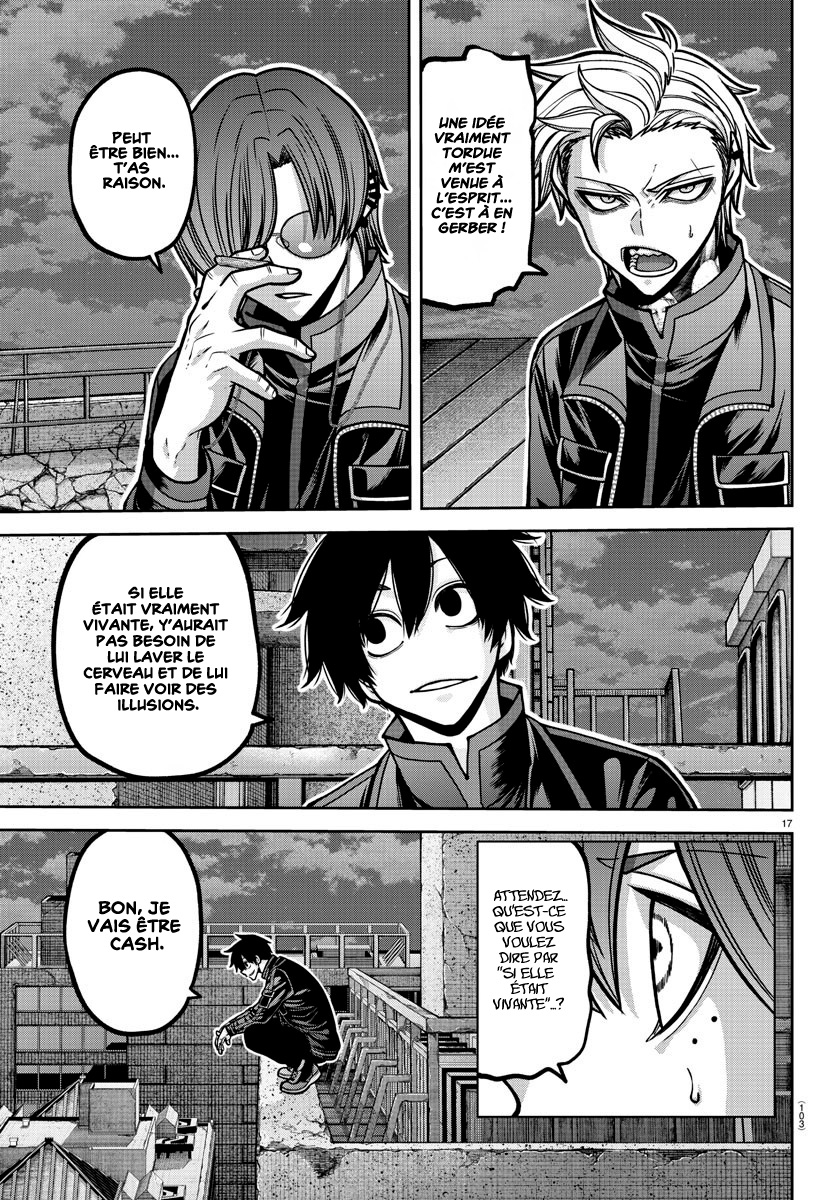 UNE IDÉE
VRAIMENT
TORDUE
M'EST
VENUE À
L'ESPRIT...
C'EST À EN
GERBER !
PEUT
ÊTRE BIEN...
T'AS
RAISON.
SI ELLE
ÉTAIT VRAIMENT
VIVANTE, Y'AURAIT
PAS BESOIN DE
LUI LAVER LE
CERVEAU ET DE LUI
FAIRE VOIR DES
ILLUSIONS.
17
ATTENDEZ...
QU'EST-CE
QUE VOUS
VOULEZ
DIRE PAR
"SI ELLE
ÉTAIT
VIVANTE"...?
BON, JE
VAIS ÊTRE
CASH.
(103)